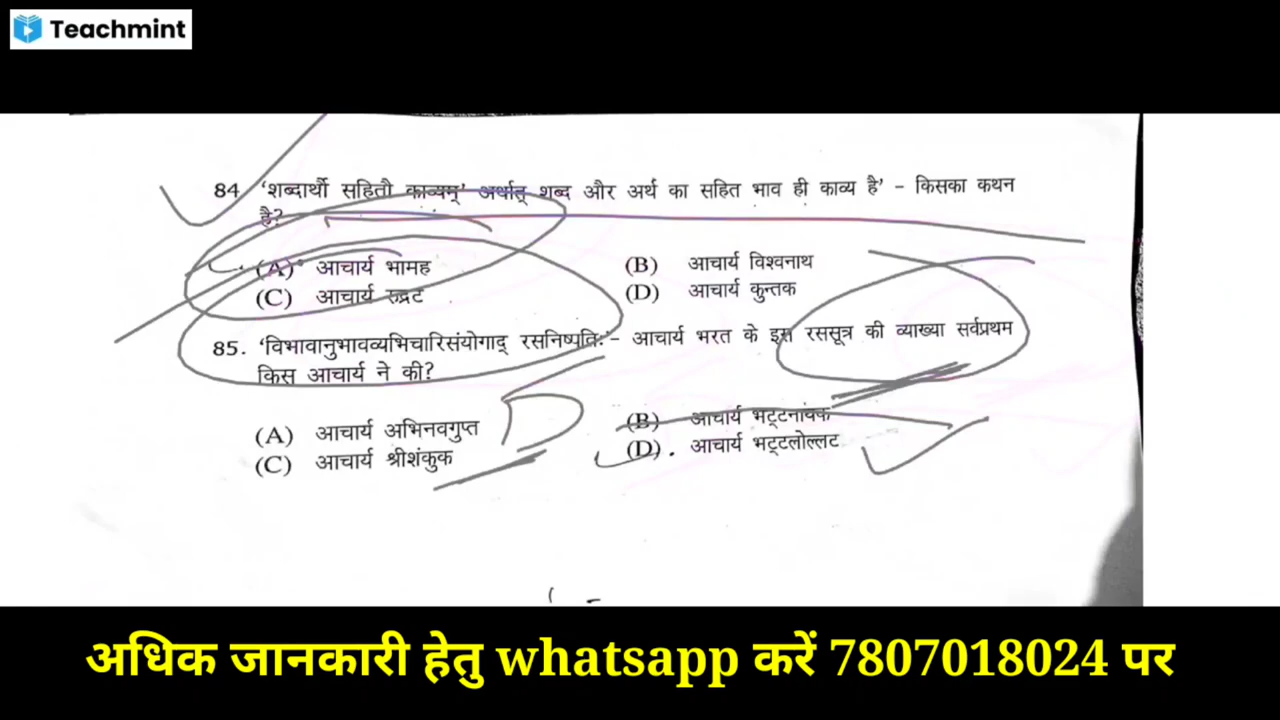 Teachmint
84 'शब्दार्थो सहितौ काव्यम्' अर्थात् शब्द और अर्थ का सहित भाव ही काव्य है' - किसका कथन
है?
(A) आचार्य भामह (B) आचार्य विश्वनाथ
(C) आचार्य रुद्रट (D) आचार्य कुन्तक
85. 'विभावानुभावव्यभिचारिसंयोगाद् रसनिष्पतिः'- आचार्य भरत के इस रससूत्र की व्याख्या सर्वप्रथम
किस आचार्य ने की?
(A) आचार्य अभिनवगुप्त (B) आचार्य भट्टनायक
(C) आचार्य श्रीशंकुक (D). आचार्य भट्टलोल्लट
D
अधिक जानकारी हेतु whatsapp करें 7807018024 पर